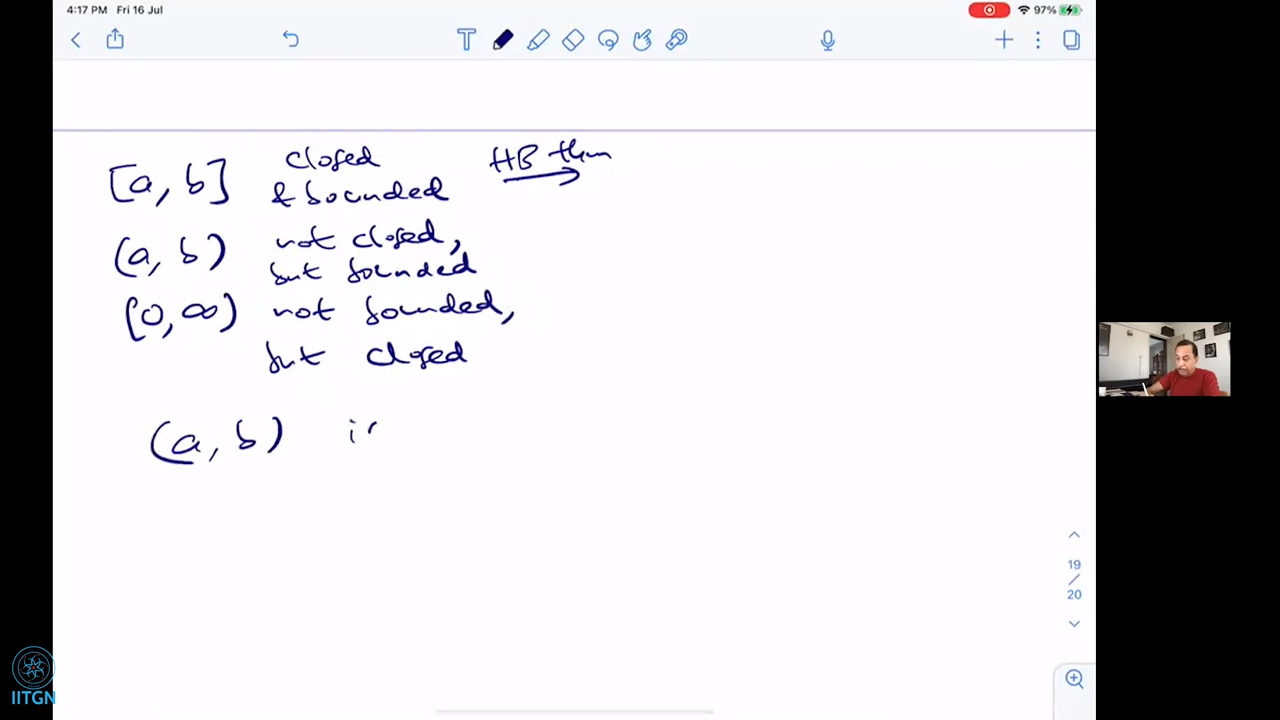 4:17 PM Fri 16 Jul
97%
[a, b] closed & bounded HB thm →
(a, b) not closed, but bounded
[0, ∞) not bounded, but closed
(a, b)
19 / 20
IITGN